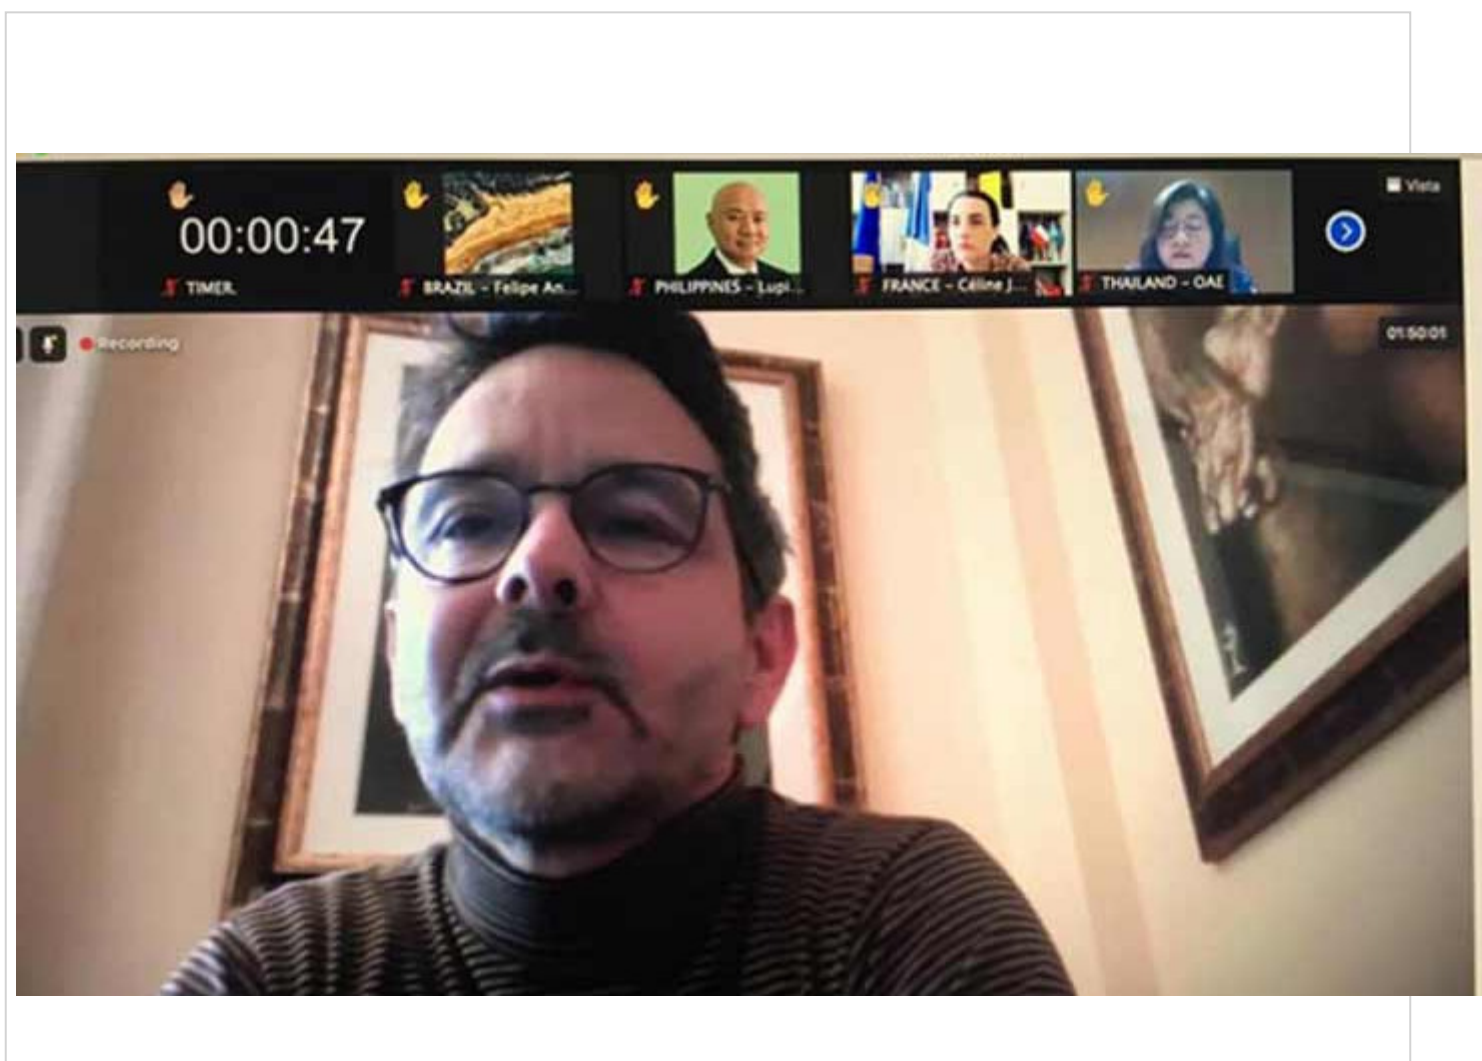 Vista
00:00:47
TIMER
BRAZIL - Felipe An...
PHILIPPINES - Lupi...
FRANCE - Céline J...
THAILAND - OAE
Recording
01:50:01